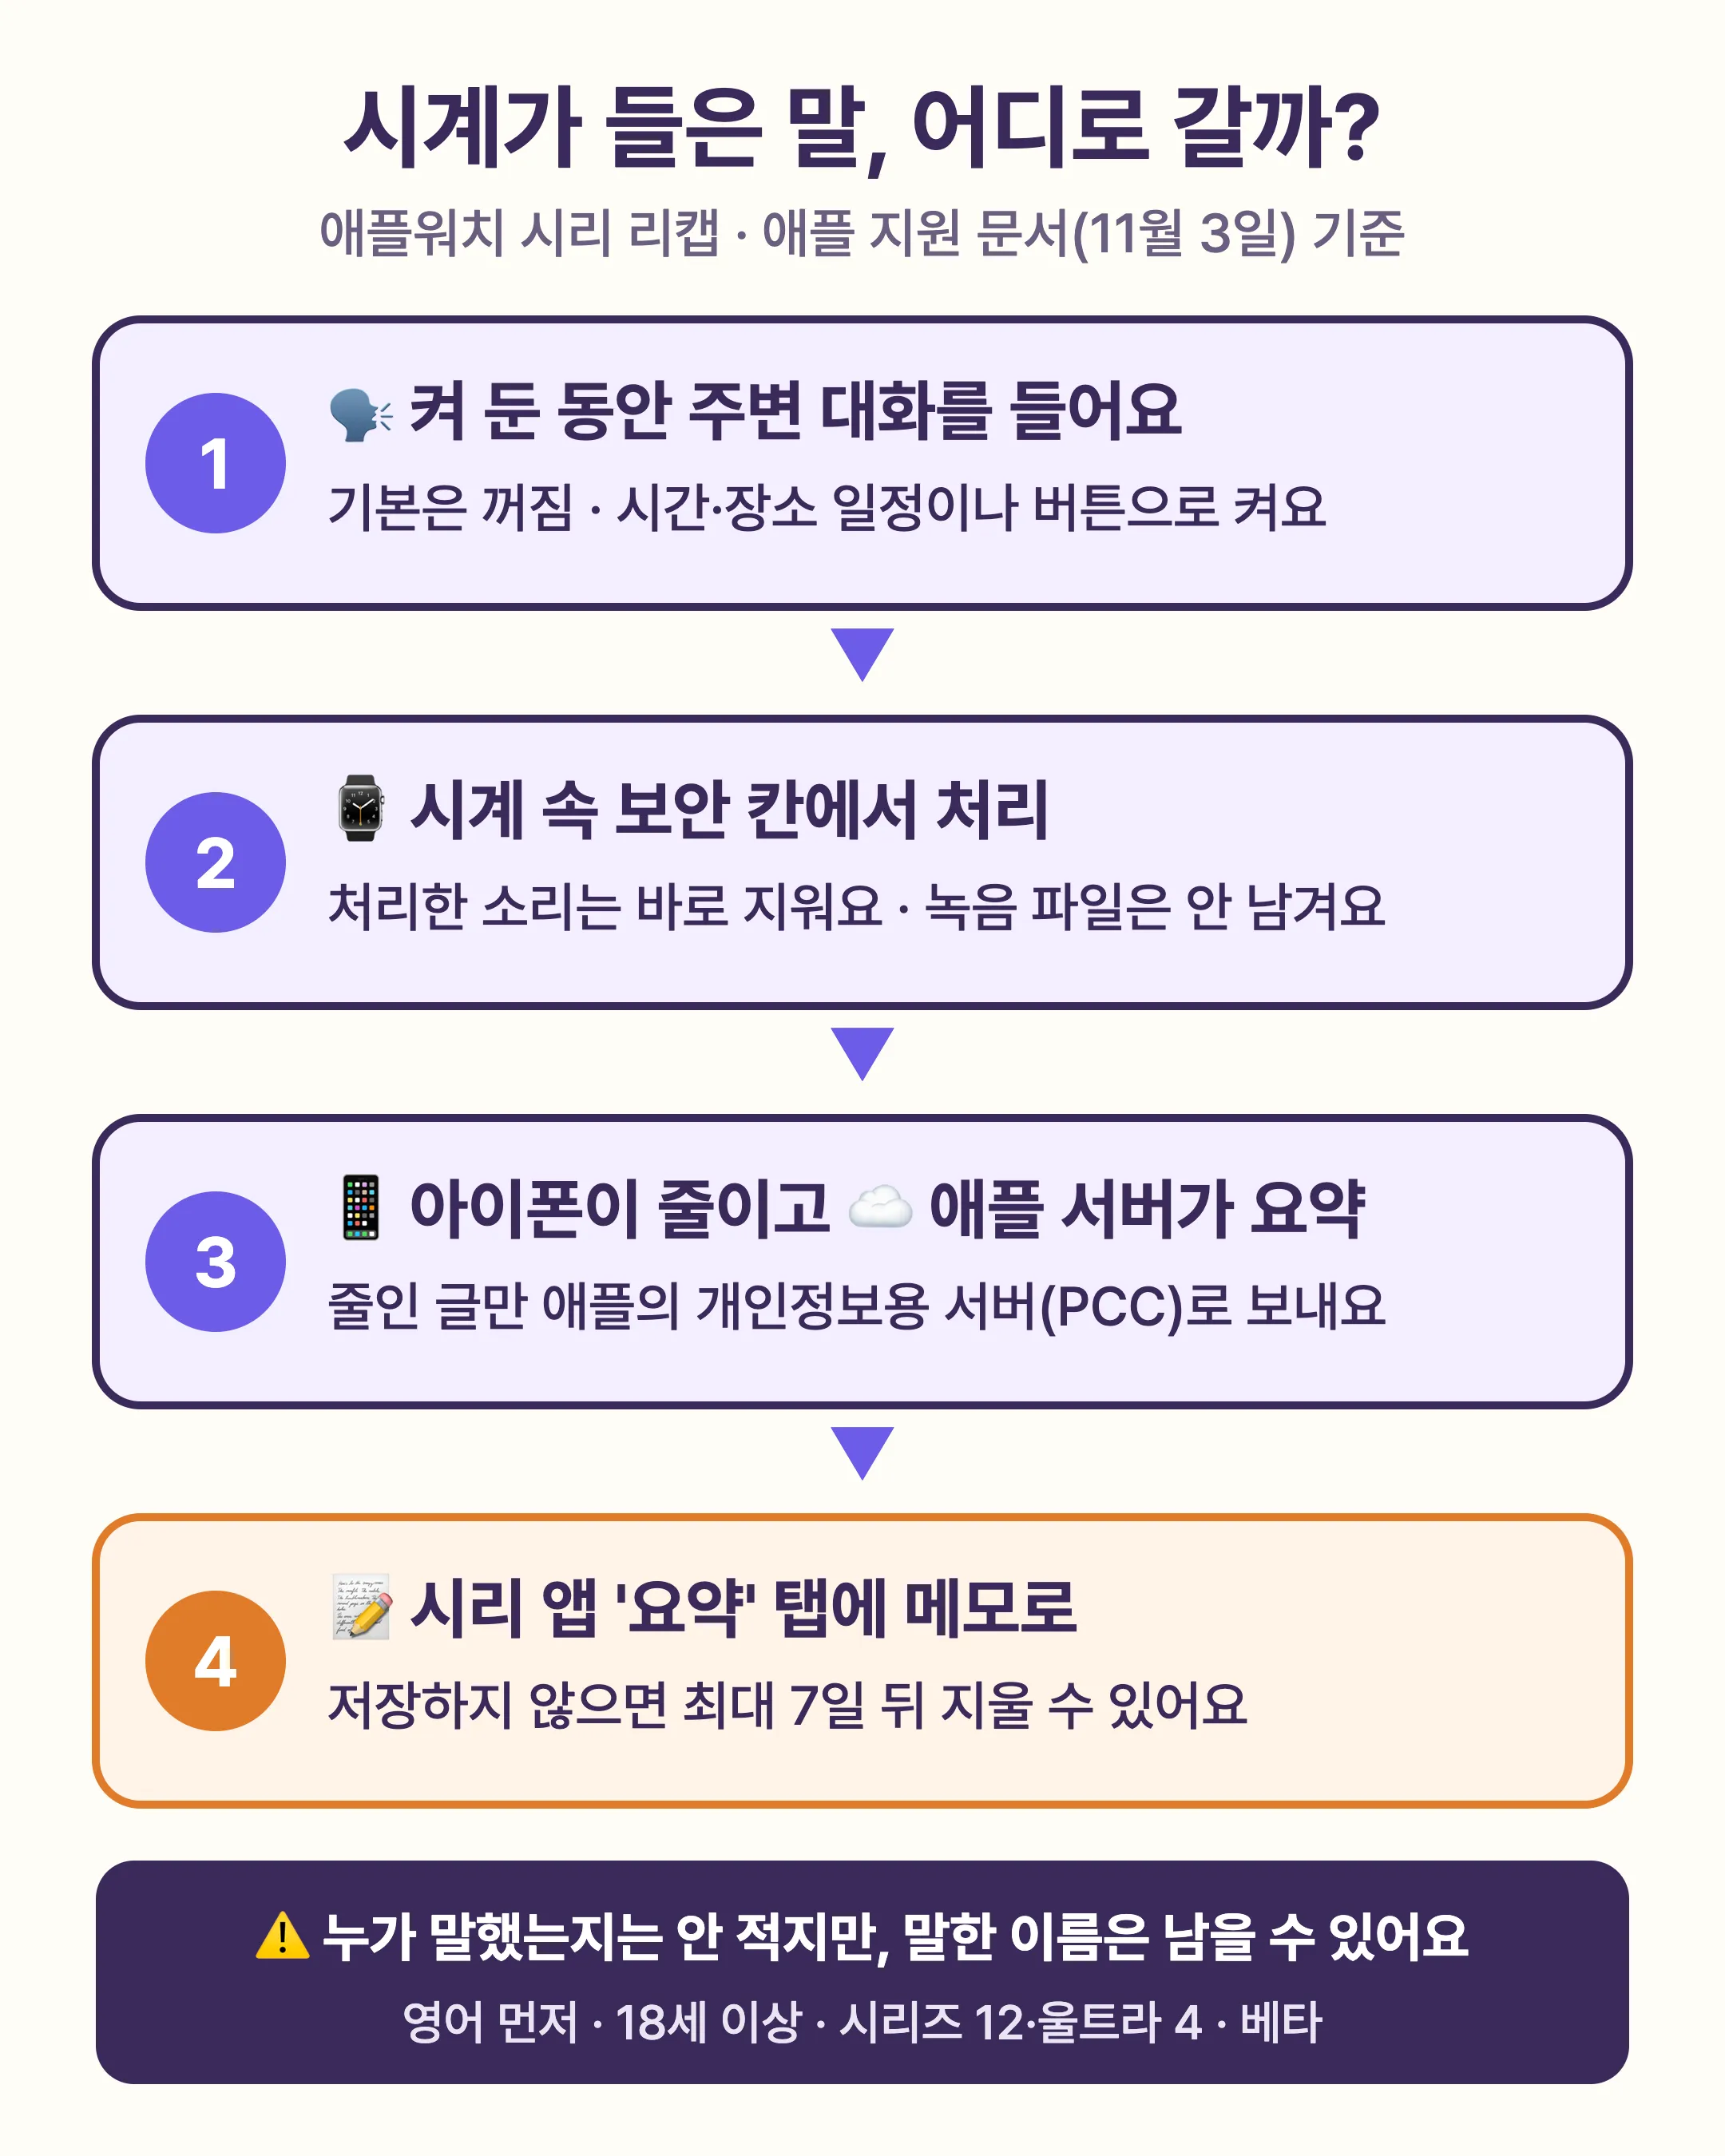 시계가 들은 말, 어디로 갈까?
애플워치 시리 리캡 · 애플 지원 문서(11월 3일) 기준
1
🗣️ 켜 둔 동안 주변 대화를 들어요
기본은 꺼짐 · 시간·장소 일정이나 버튼으로 켜요
2
⌚ 시계 속 보안 칸에서 처리
처리한 소리는 바로 지워요 · 녹음 파일은 안 남겨요
3
📱 아이폰이 줄이고 ☁️ 애플 서버가 요약
줄인 글만 애플의 개인정보용 서버(PCC)로 보내요
4
📝 시리 앱 '요약' 탭에 메모로
저장하지 않으면 최대 7일 뒤 지울 수 있어요
⚠️ 누가 말했는지는 안 적지만, 말한 이름은 남을 수 있어요
영어 먼저 · 18세 이상 · 시리즈 12·울트라 4 · 베타